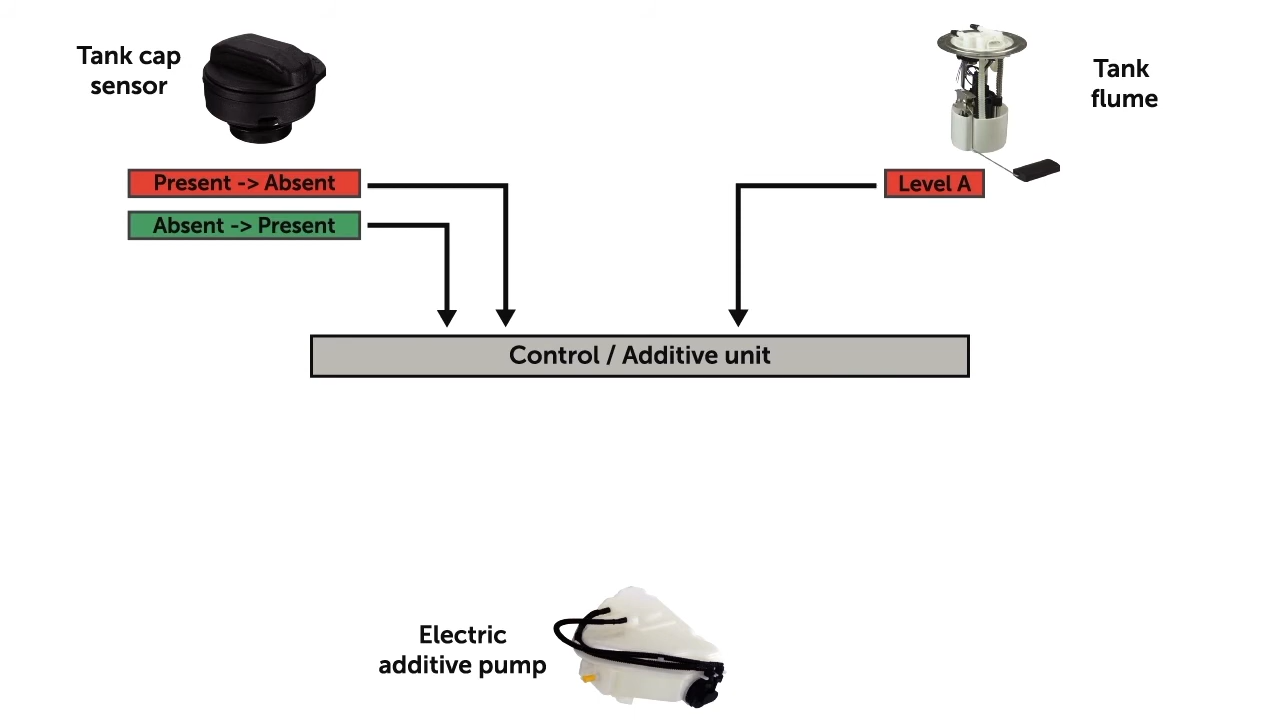 Tank cap
sensor
Tank
flume
Present -> Absent
Level A
Absent -> Present
Control / Additive unit
Electric
additive pump